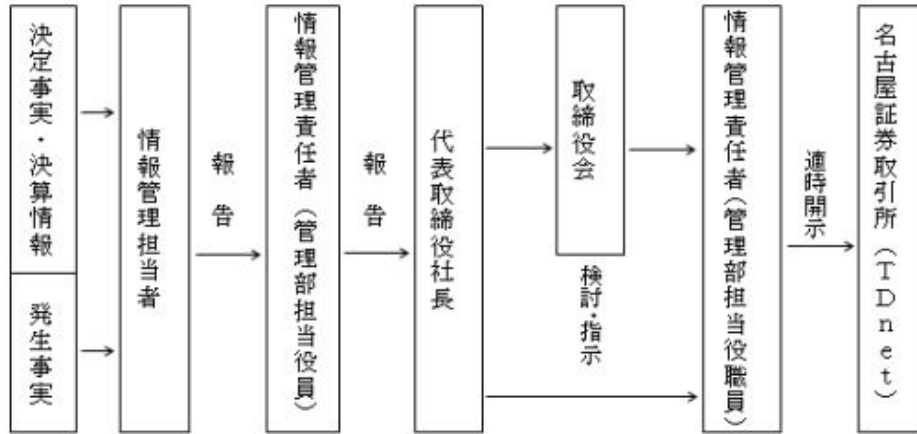 決定事実・決算情報
発生事実
情報管理担当者
報告
情報管理責任者（管理部担当役員）
報告
代表取締役社長
取締役会
検討・指示
情報管理責任者（管理部担当役職員）
適時開示
名古屋証券取引所（TDnet）